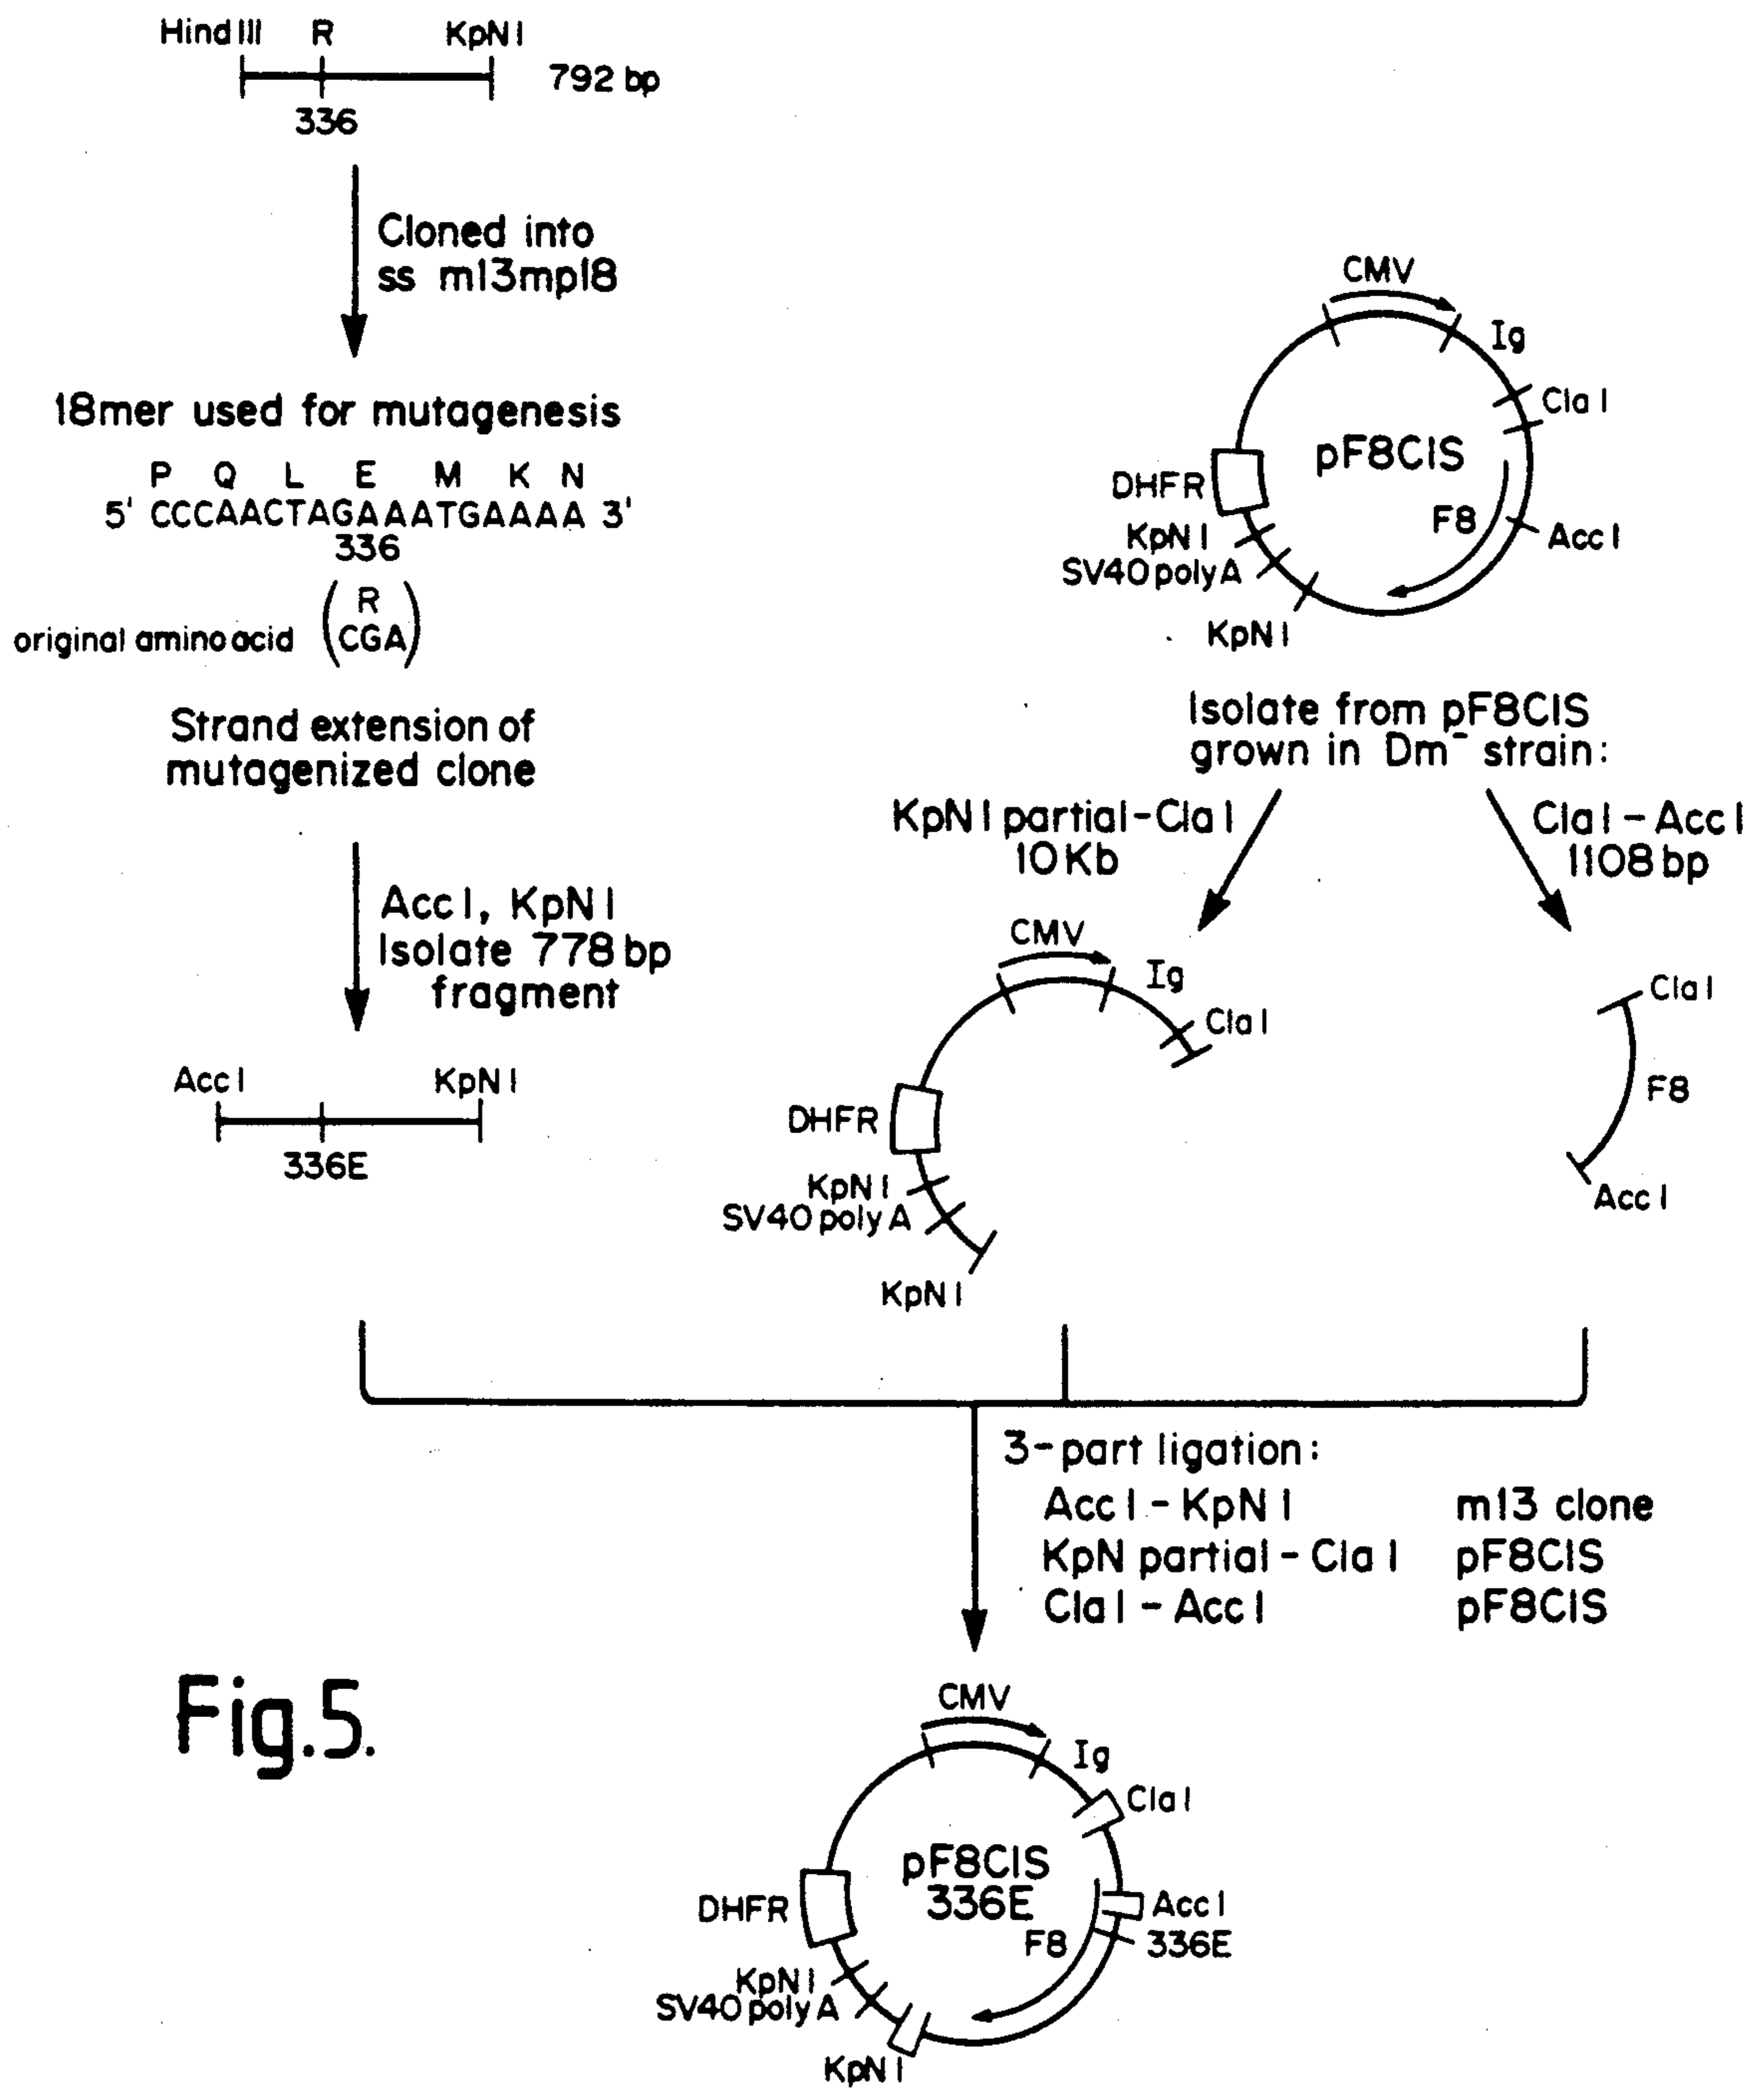 Hind III R KpN I
792 bp
336
Cloned into
ss m13mp18
18mer used for mutagenesis
P Q L E M K N
5' CCCAACTAGAAATGAAAA 3'
336
R
original amino acid (CGA)
Strand extension of
mutagenized clone
Acc I, KpN I
Isolate 778 bp
fragment
Acc I KpN I
336E
CMV
Ig
Cla I
pF8CIS
DHFR
F8
Acc I
KpN I
SV40 poly A
KpN I
Isolate from pF8CIS
grown in Dm⁻ strain:
KpN I partial-Cla I
10 Kb
Cla I - Acc I
1108 bp
CMV
Ig
Cla I
DHFR
KpN I
SV40 poly A
KpN I
Cla I
F8
Acc I
3-part ligation:
Acc I - KpN I m13 clone
KpN partial - Cla I pF8CIS
Cla I - Acc I pF8CIS
Fig.5.
CMV
Ig
Cla I
pF8CIS
336E
DHFR
Acc I
F8
336E
KpN I
SV40 poly A
KpN I